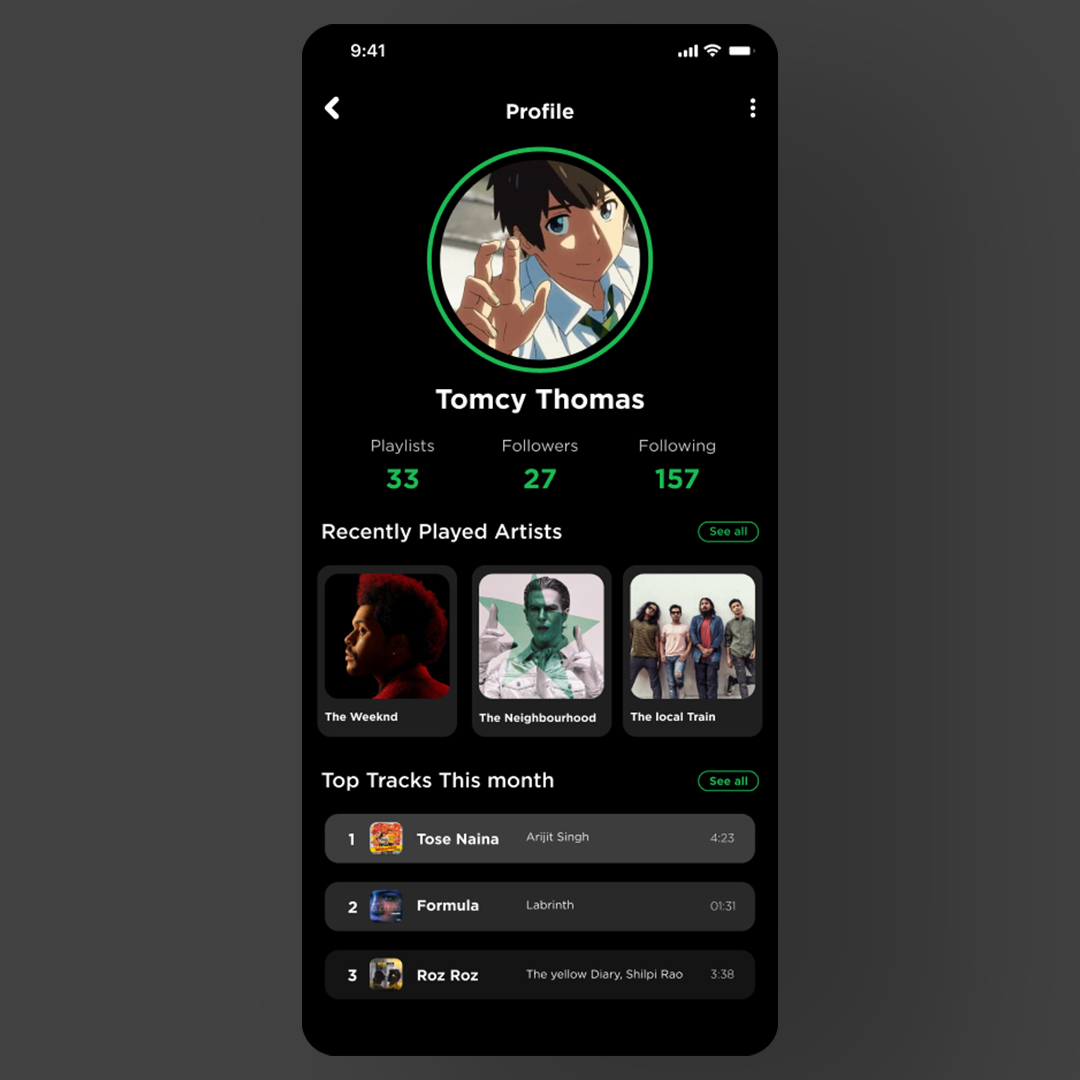 9:41
Profile
Tomcy Thomas
Playlists Followers Following
33 27 157
Recently Played Artists See all
The Weeknd The Neighbourhood The local Train
Top Tracks This month See all
1 Tose Naina Arijit Singh 4:23
2 Formula Labrinth 01:31
3 Roz Roz The yellow Diary, Shilpi Rao 3:38